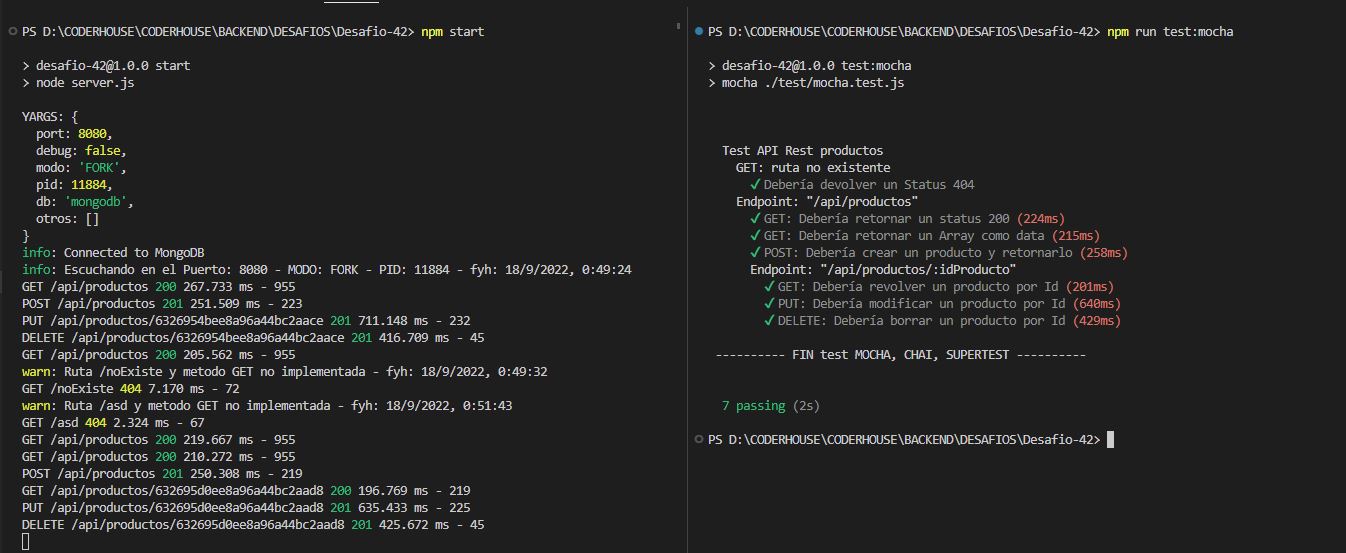 PS D:\CODERHOUSE\CODERHOUSE\BACKEND\DESAFIOS\Desafio-42> npm start
> desafio-42@1.0.0 start
> node server.js
YARGS: {
port: 8080,
debug: false,
modo: 'FORK',
pid: 11884,
db: 'mongodb',
otros: []
}
info: Connected to MongoDB
info: Escuchando en el Puerto: 8080 - MODO: FORK - PID: 11884 - fyh: 18/9/2022, 0:49:24
GET /api/productos 200 267.733 ms - 955
POST /api/productos 201 251.509 ms - 223
PUT /api/productos/6326954bee8a96a44bc2aace 201 711.148 ms - 232
DELETE /api/productos/6326954bee8a96a44bc2aace 201 416.709 ms - 45
GET /api/productos 200 205.562 ms - 955
warn: Ruta /noExiste y metodo GET no implementada - fyh: 18/9/2022, 0:49:32
GET /noExiste 404 7.170 ms - 72
warn: Ruta /asd y metodo GET no implementada - fyh: 18/9/2022, 0:51:43
GET /asd 404 2.324 ms - 67
GET /api/productos 200 219.667 ms - 955
GET /api/productos 200 210.272 ms - 955
POST /api/productos 201 250.308 ms - 219
GET /api/productos/632695d0ee8a96a44bc2aad8 200 196.769 ms - 219
PUT /api/productos/632695d0ee8a96a44bc2aad8 201 635.433 ms - 225
DELETE /api/productos/632695d0ee8a96a44bc2aad8 201 425.672 ms - 45
PS D:\CODERHOUSE\CODERHOUSE\BACKEND\DESAFIOS\Desafio-42> npm run test:mocha
> desafio-42@1.0.0 test:mocha
> mocha ./test/mocha.test.js
Test API Rest productos
GET: ruta no existente
✓ Debería devolver un Status 404
Endpoint: "/api/productos"
✓ GET: Debería retornar un status 200 (224ms)
✓ GET: Debería retornar un Array como data (215ms)
✓ POST: Debería crear un producto y retornarlo (258ms)
Endpoint: "/api/productos/:idProducto"
✓ GET: Debería revolver un producto por Id (201ms)
✓ PUT: Debería modificar un producto por Id (640ms)
✓ DELETE: Debería borrar un producto por Id (429ms)
---------- FIN test MOCHA, CHAI, SUPERTEST ----------
7 passing (2s)
PS D:\CODERHOUSE\CODERHOUSE\BACKEND\DESAFIOS\Desafio-42>